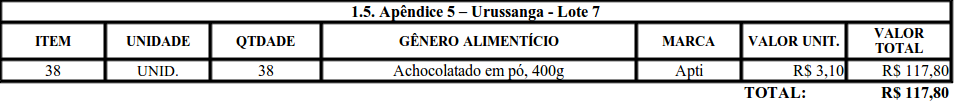 1.5. Apêndice 5 – Urussanga - Lote 7
ITEM UNIDADE QTDADE GÊNERO ALIMENTÍCIO MARCA VALOR UNIT. VALOR TOTAL
38 UNID. 38 Achocolatado em pó, 400g Apti R$ 3,10 R$ 117,80
TOTAL: R$ 117,80